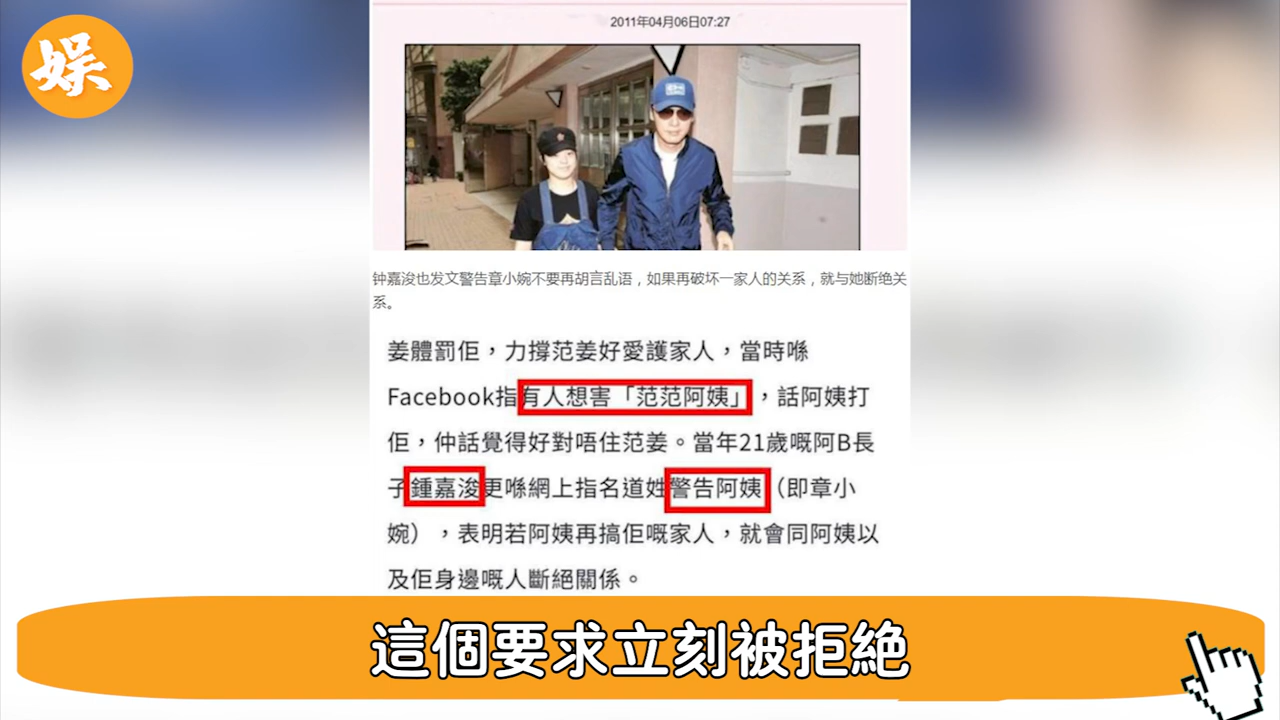 娱
2011年04月06日07:27
钟嘉浚也发文警告章小婉不要再胡言乱语，如果再破坏一家人的关系，就与她断绝关
系。
姜體罰佢，力撐范姜好愛護家人，當時喺
Facebook指有人想害「范范阿姨」，話阿姨打
佢，仲話覺得好對唔住范姜。當年21歲嘅阿B長
子鍾嘉浚更喺網上指名道姓警告阿姨（即章小
婉），表明若阿姨再搞佢嘅家人，就會同阿姨以
及佢身邊嘅人斷絕關係。
這個要求立刻被拒絕